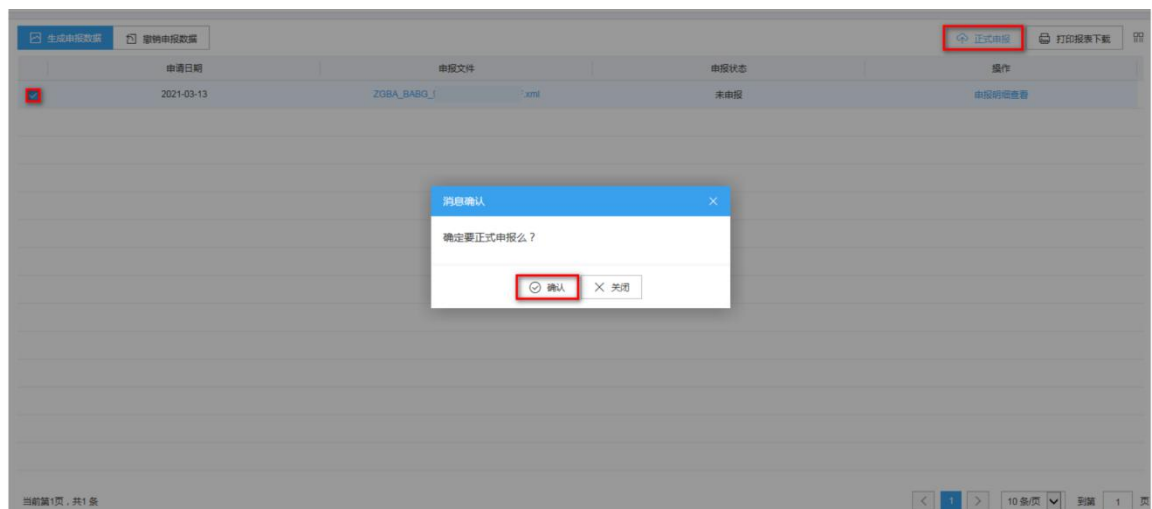 生成申报数据 撤销申报数据 正式申报 打印报表下载
申请日期 申报文件 申报状态 操作
2021-03-13 ZGBA_BABG_ .xml 未申报 申报明细查看
消息确认
确定要正式申报么？
确认 关闭
当前第1页，共1条 1 10条/页 到第 1 页